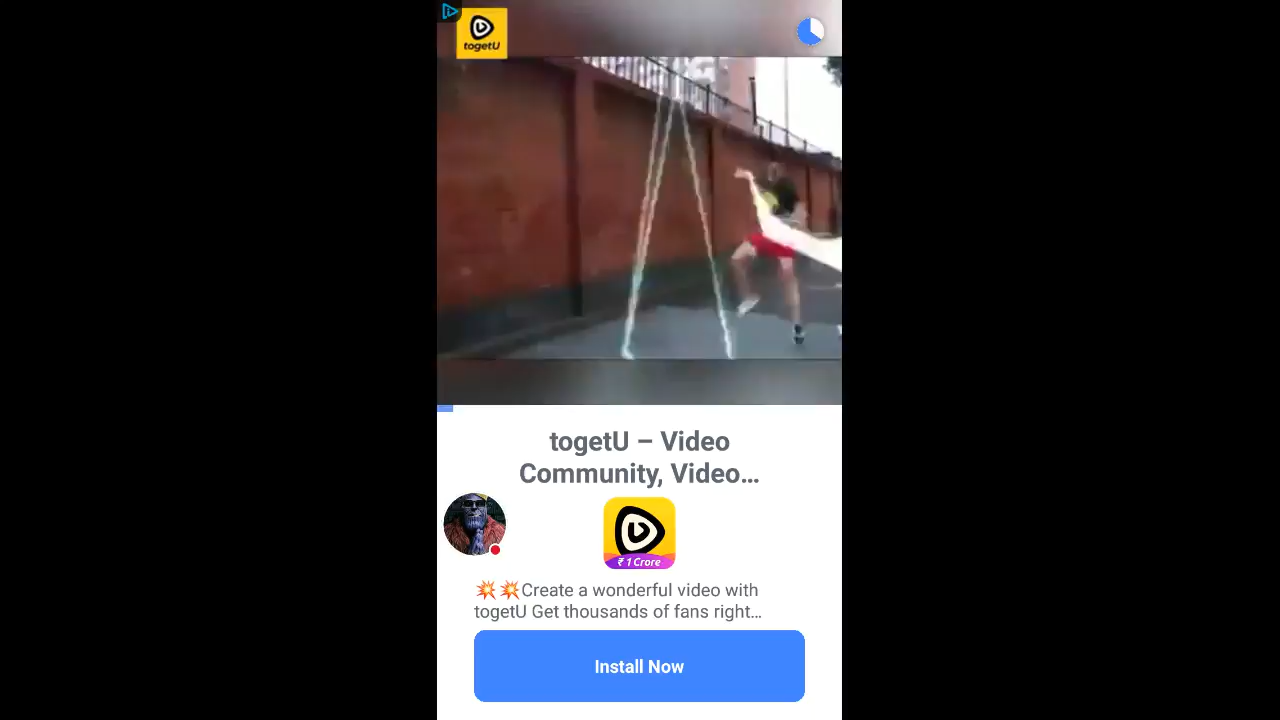 togetU
togetU – Video
Community, Video...
₹ 1 Crore
💥💥Create a wonderful video with
togetU Get thousands of fans right...
Install Now